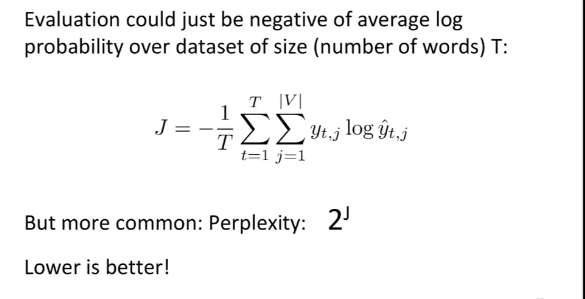 Evaluation could just be negative of average log
probability over dataset of size (number of words) T:
J = -\frac{1}{T} \sum_{t=1}^{T} \sum_{j=1}^{|V|} y_{t,j} \log \hat{y}_{t,j}
But more common: Perplexity: 2^J
Lower is better!